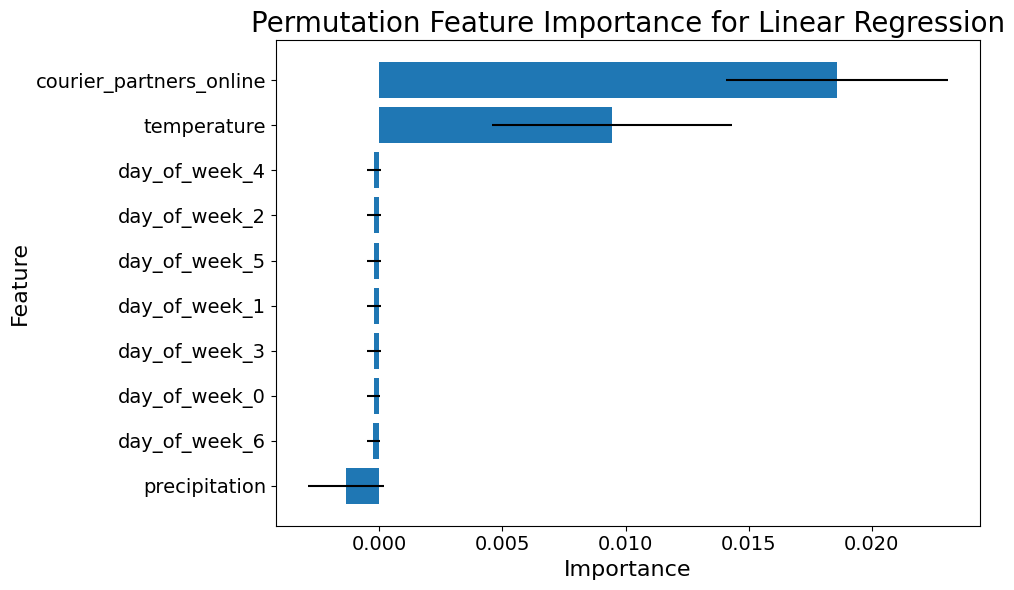 Permutation Feature Importance for Linear Regression
courier_partners_online
temperature
day_of_week_4
day_of_week_2
day_of_week_5
day_of_week_1
day_of_week_3
day_of_week_0
day_of_week_6
precipitation
Feature
0.000 0.005 0.010 0.015 0.020
Importance